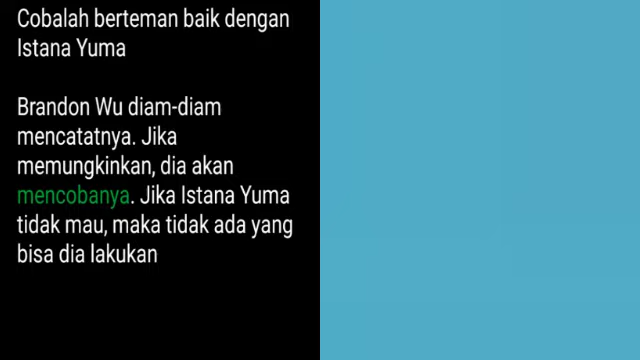 Cobalah berteman baik dengan
Istana Yuma
Brandon Wu diam-diam
mencatatnya. Jika
memungkinkan, dia akan
mencobanya. Jika Istana Yuma
tidak mau, maka tidak ada yang
bisa dia lakukan